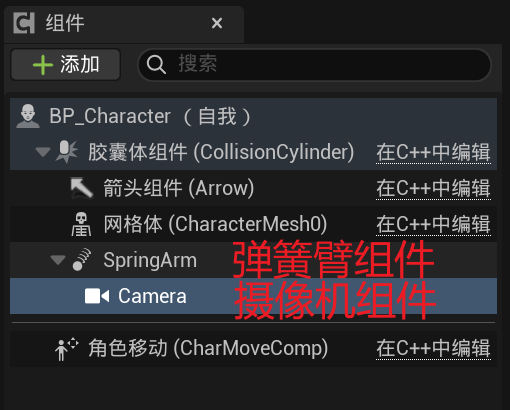 组件
添加
搜索
BP_Character （自我）
胶囊体组件 (CollisionCylinder) 在C++中编辑
箭头组件 (Arrow) 在C++中编辑
网格体 (CharacterMesh0) 在C++中编辑
SpringArm 弹簧臂组件
Camera 摄像机组件
角色移动 (CharMoveComp) 在C++中编辑